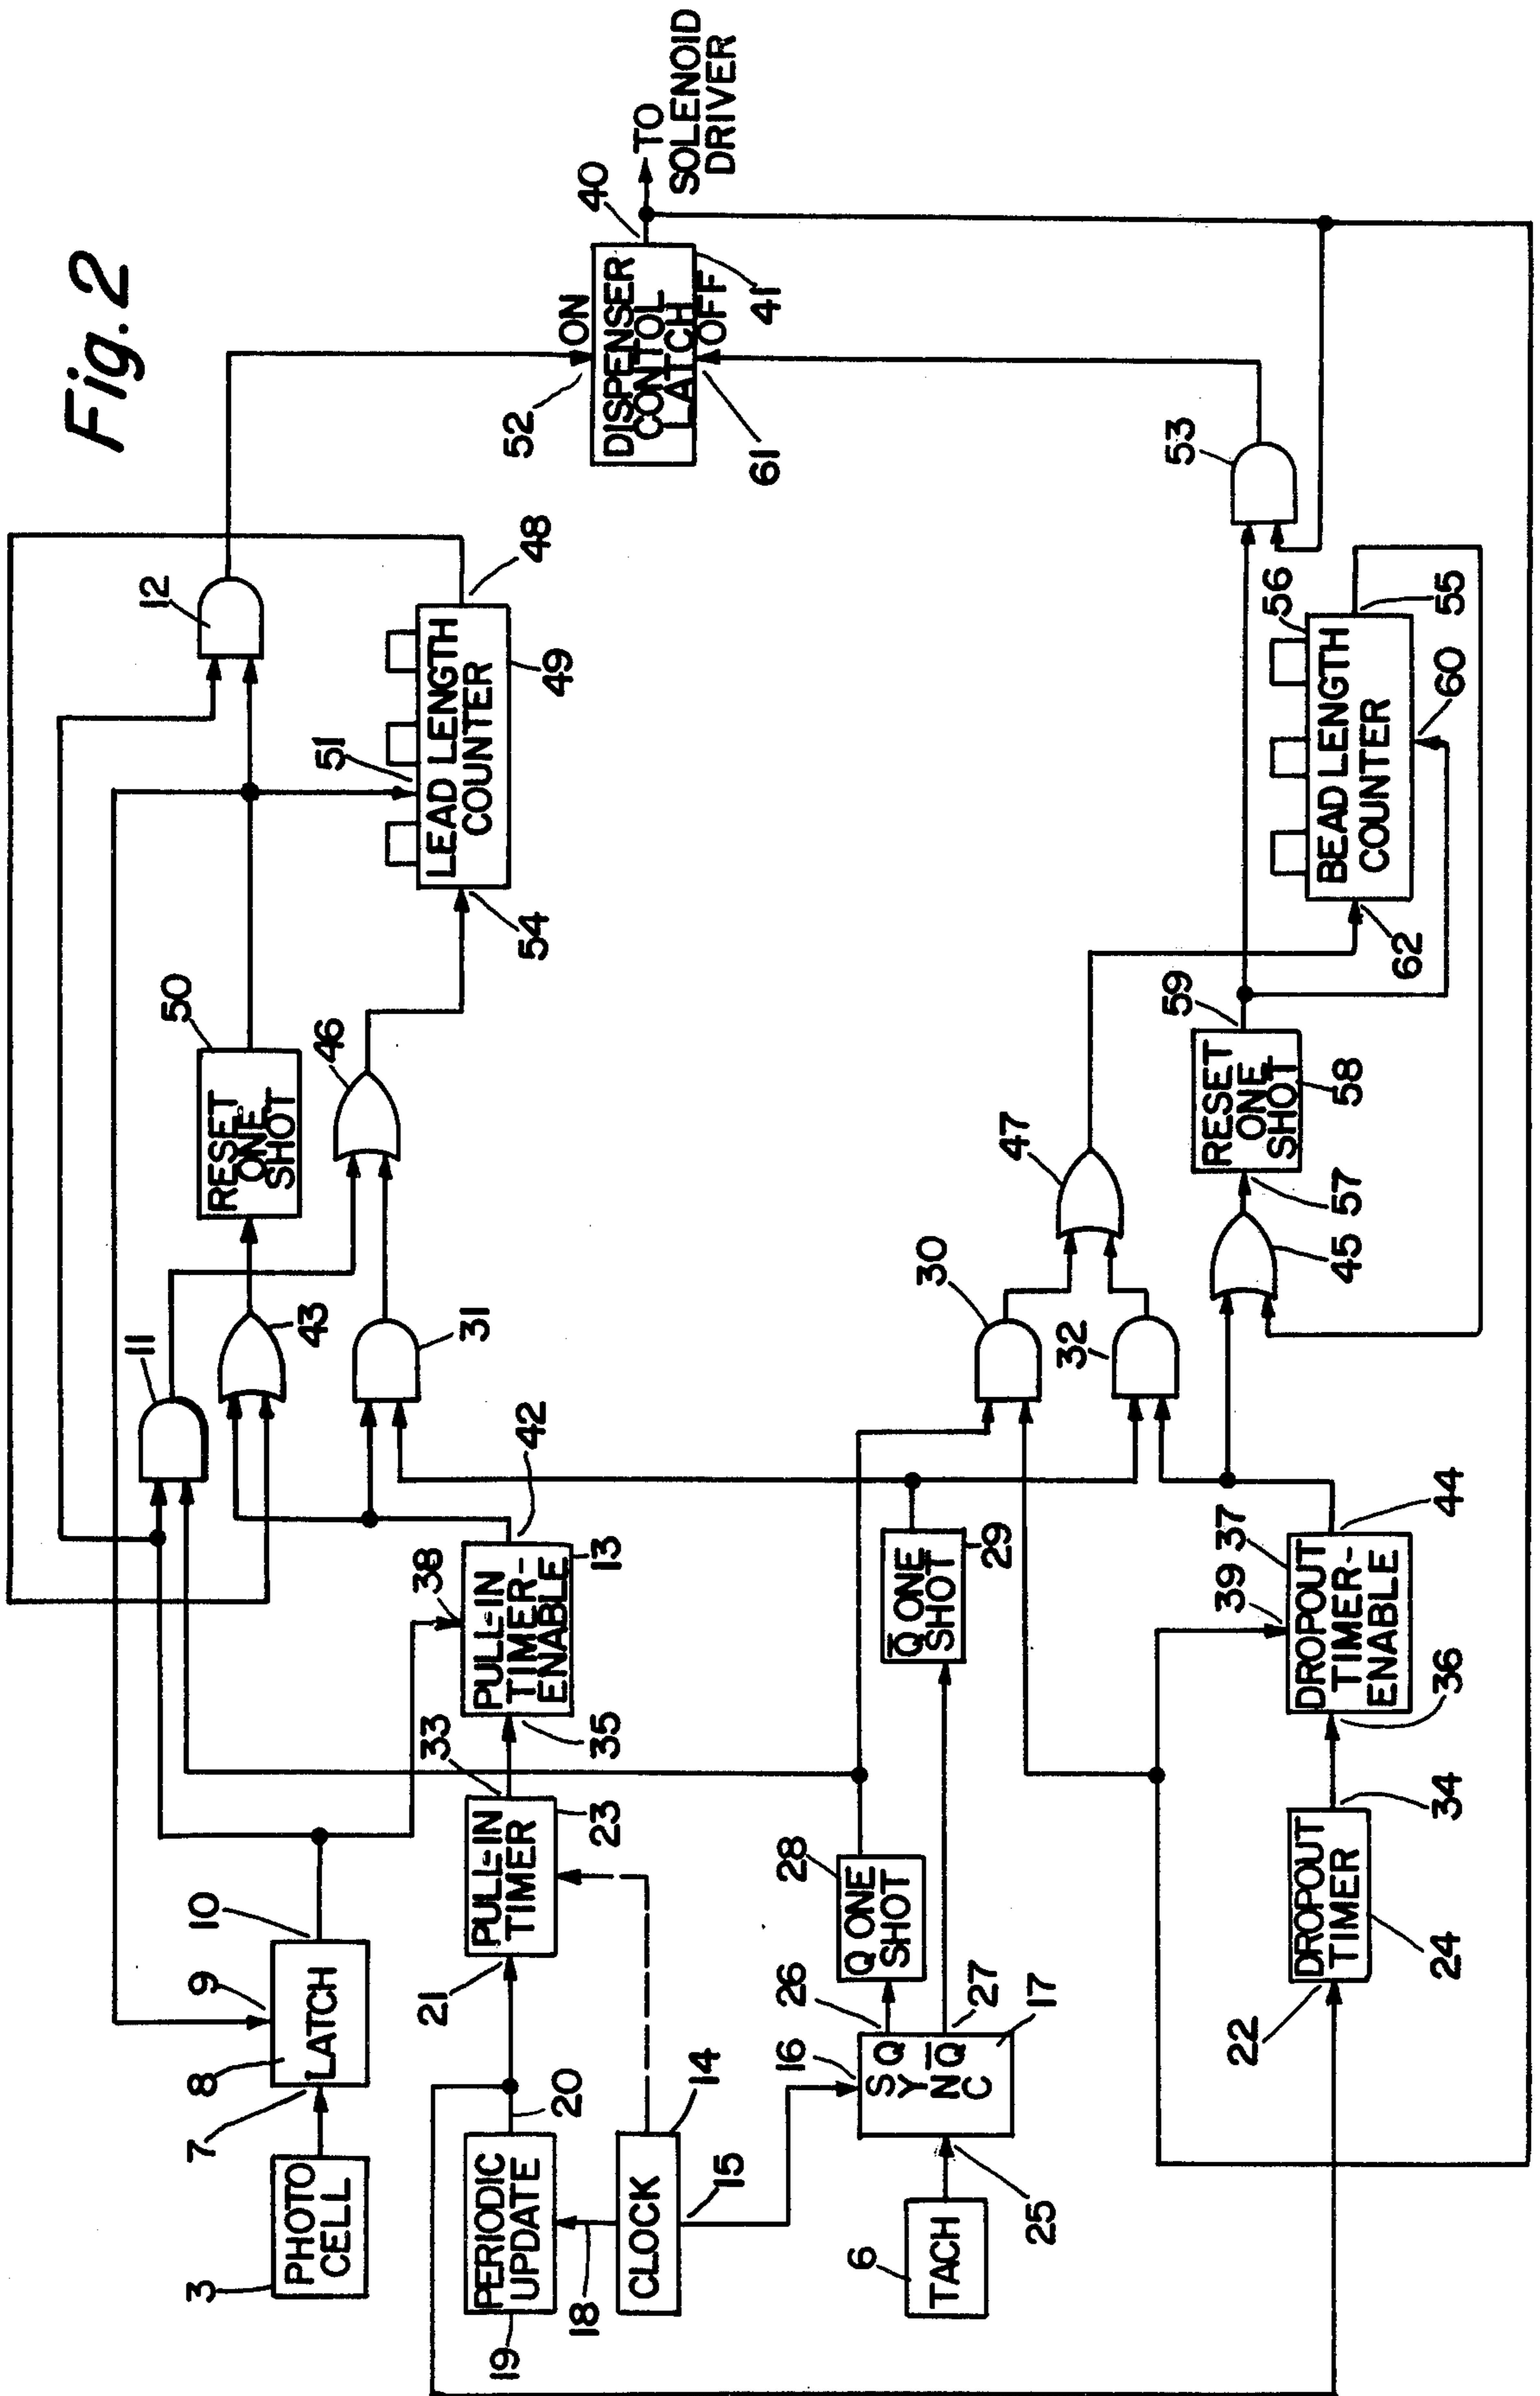 Fig. 2
3
PHOTO
CELL
7
8
LATCH
9
10
11
12
19
PERIODIC
UPDATE
20
18
CLOCK
14
15
21
PULL-IN
TIMER
23
33
35
PULL-IN
TIMER-
ENABLE
38
13
42
43
31
RESET
ONE
SHOT
50
46
54
51
LEAD LENGTH
COUNTER
49
48
6
TACH
25
16
S Q
Y
N Q̅
C
26
27
17
28
Q ONE
SHOT
Q̅ ONE
SHOT
29
30
32
47
22
DROPOUT
TIMER
24
34
36
DROPOUT
TIMER-
ENABLE
39
37
44
45
57
RESET
ONE
SHOT
58
59
62
BEAD LENGTH
COUNTER
56
60
55
53
52
ON
DISPENSER
CONTOL
LATCH
OFF
61
41
40
TO
SOLENOID
DRIVER